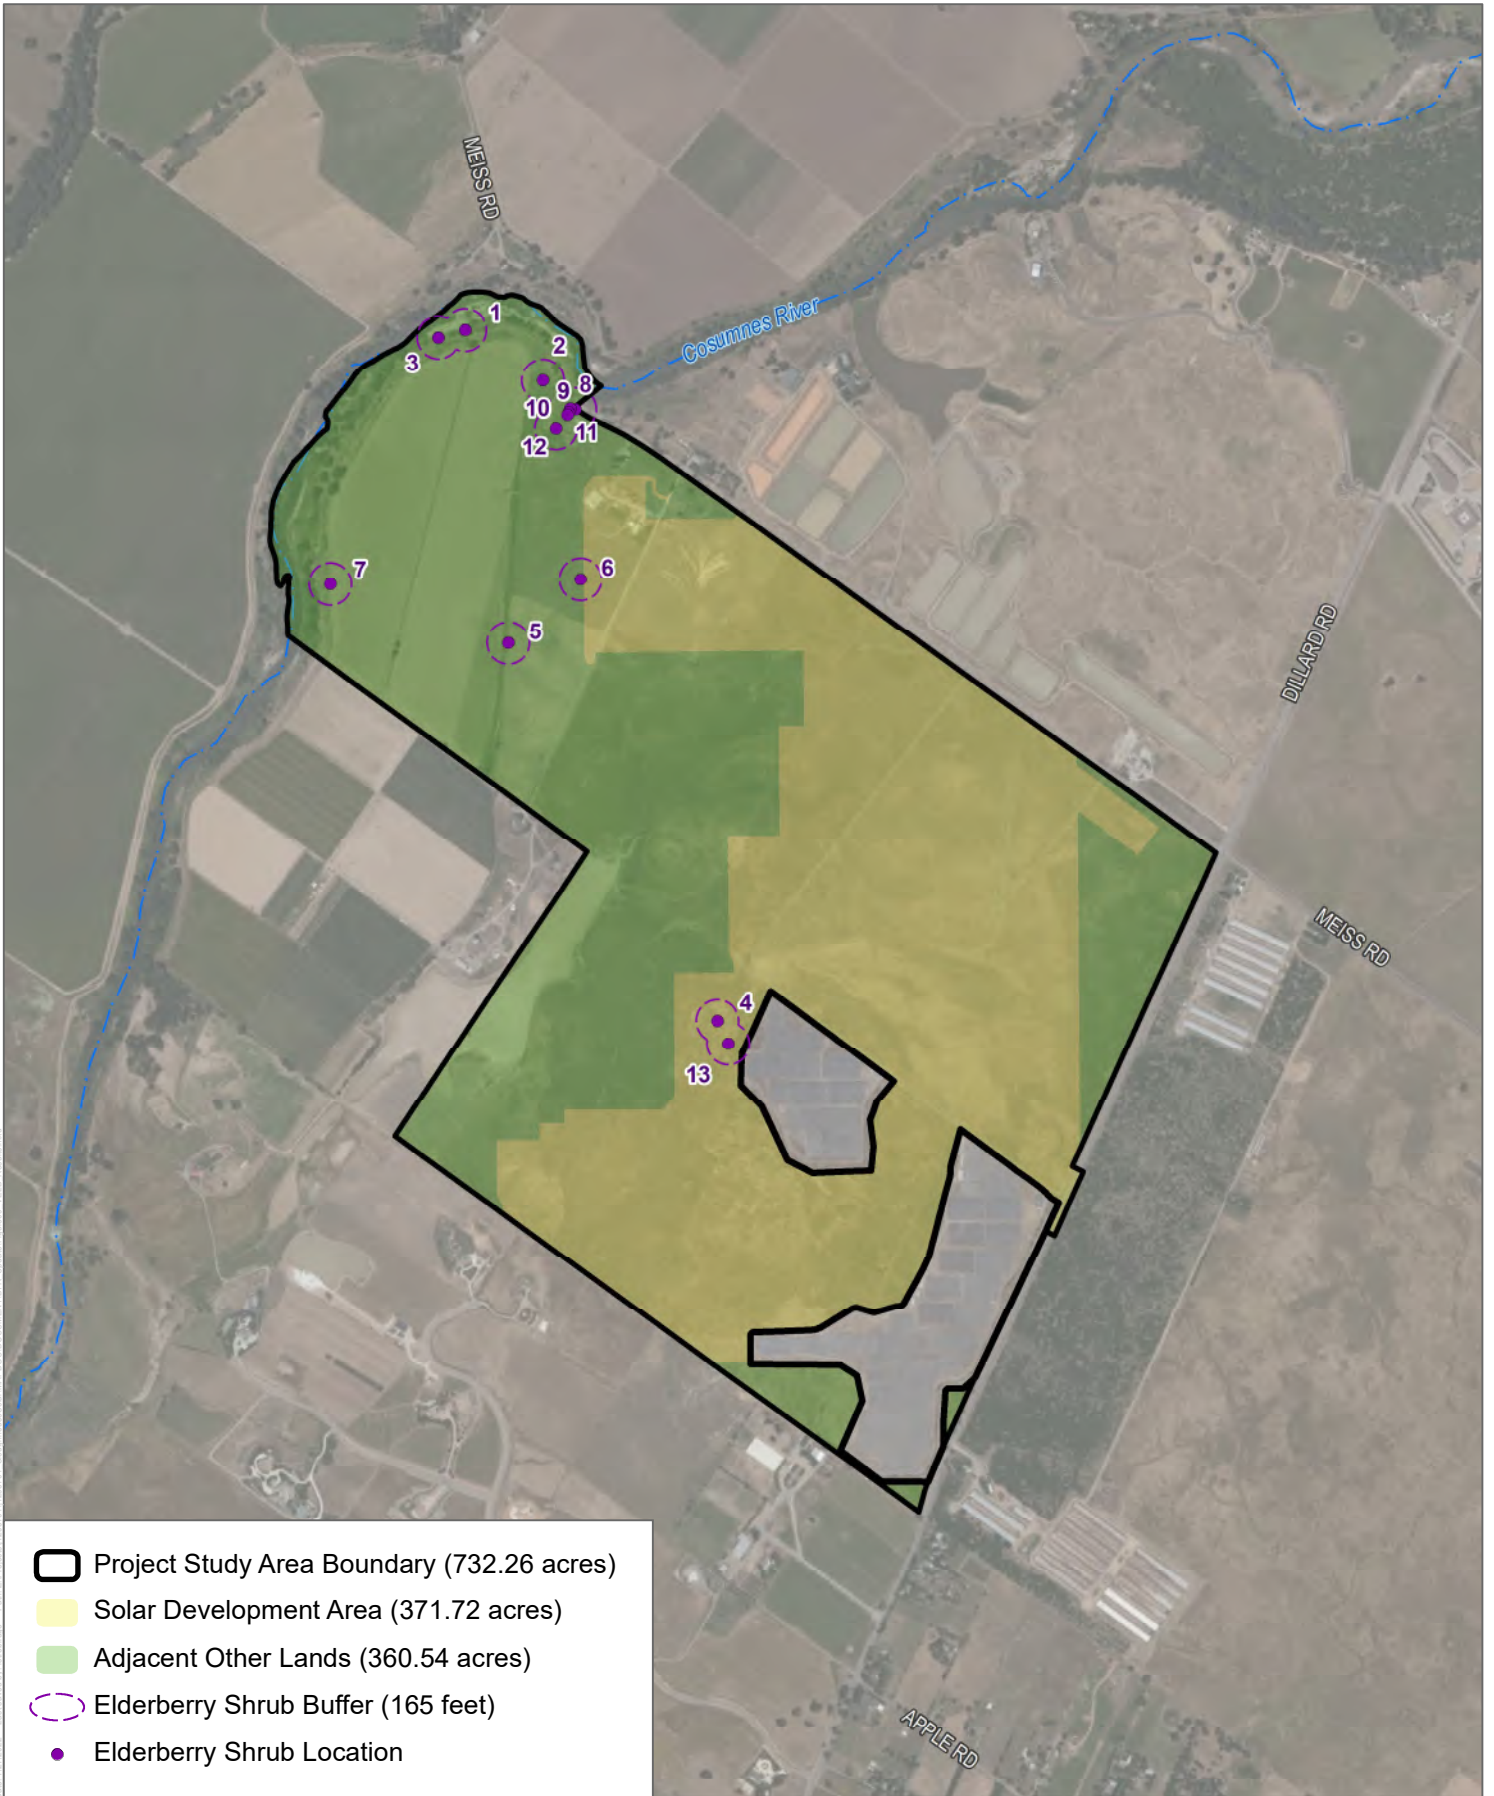 MEISS RD
Cosumnes River
1
3
2
9
8
10
11
12
7
6
5
DILLARD RD
MEISS RD
4
13
Project Study Area Boundary (732.26 acres)
Solar Development Area (371.72 acres)
Adjacent Other Lands (360.54 acres)
Elderberry Shrub Buffer (165 feet)
Elderberry Shrub Location
APPLE RD